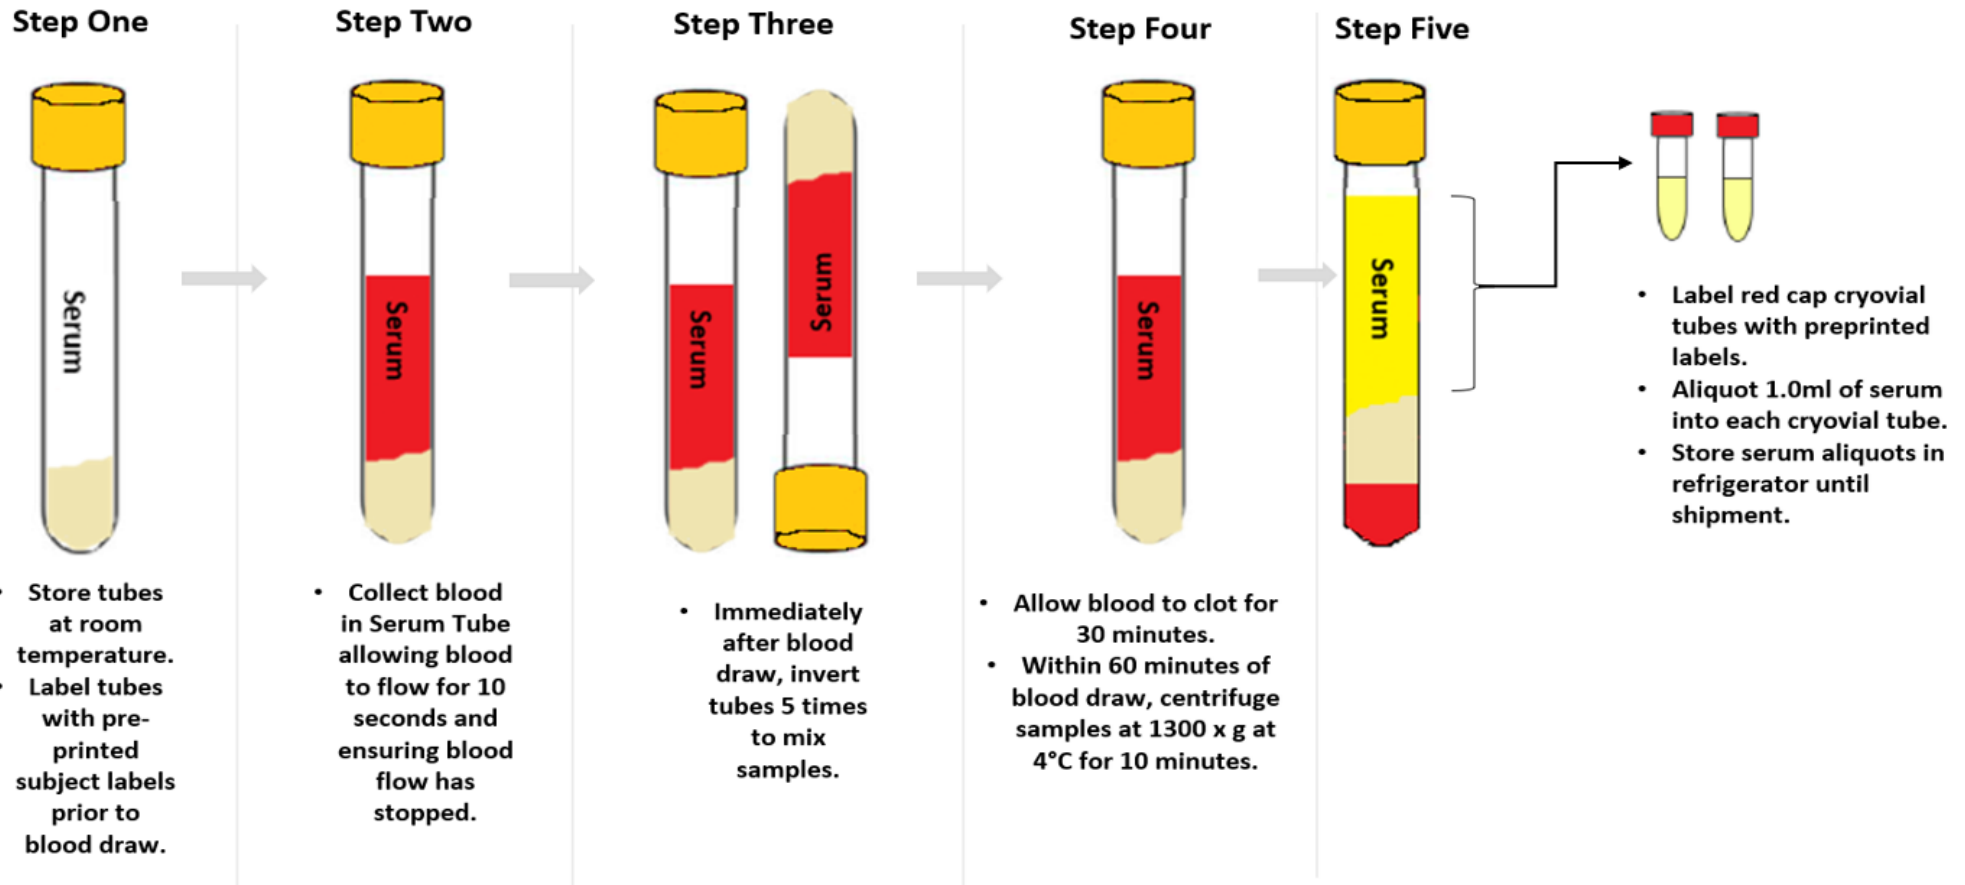 Step One
Serum
• Store tubes
at room
temperature.
• Label tubes
with pre-
printed
subject labels
prior to
blood draw.
Step Two
Serum
• Collect blood
in Serum Tube
allowing blood
to flow for 10
seconds and
ensuring blood
flow has
stopped.
Step Three
Serum
Serum
• Immediately
after blood
draw, invert
tubes 5 times
to mix
samples.
Step Four
Serum
• Allow blood to clot for
30 minutes.
• Within 60 minutes of
blood draw, centrifuge
samples at 1300 x g at
4°C for 10 minutes.
Step Five
Serum
• Label red cap cryovial
tubes with preprinted
labels.
• Aliquot 1.0ml of serum
into each cryovial tube.
• Store serum aliquots in
refrigerator until
shipment.